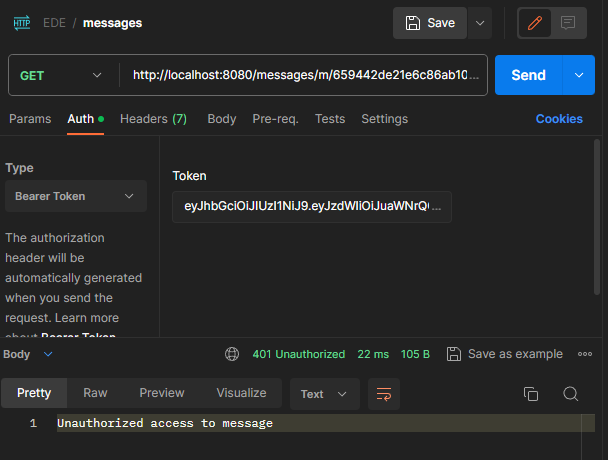 HTTP EDE / messages Save
GET http://localhost:8080/messages/m/659442de21e6c86ab10... Send
Params Auth Headers (7) Body Pre-req. Tests Settings Cookies
Type
Bearer Token
The authorization
header will be
automatically generated
when you send the
request. Learn more
about Bearer Token
Token
eyJhbGciOiJIUzI1NiJ9.eyJzdWIiOiJuaWNrQ...
Body 401 Unauthorized 22 ms 105 B Save as example
Pretty Raw Preview Visualize Text
1 Unauthorized access to message